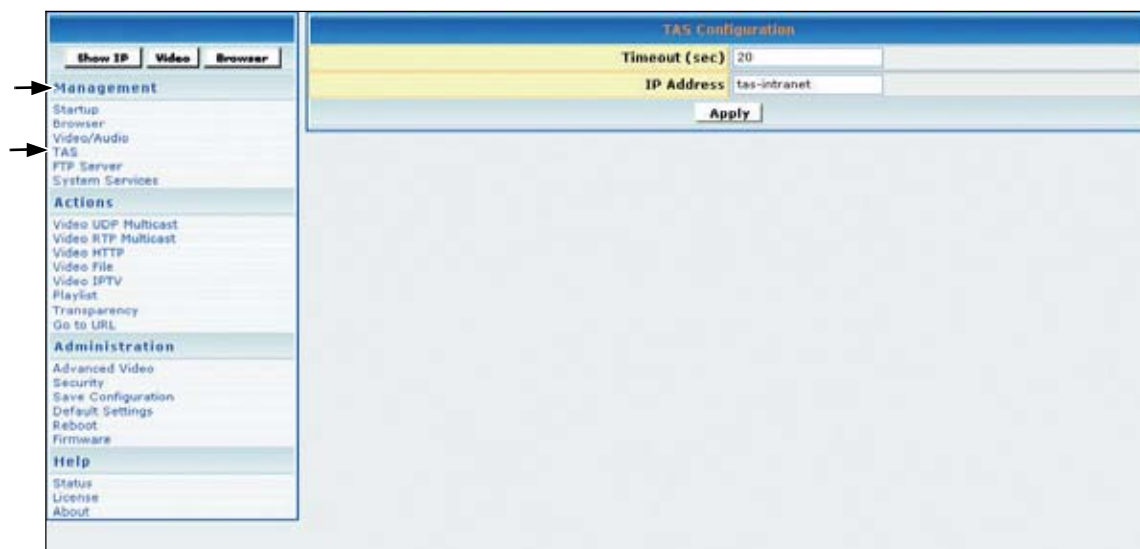 Show IP Video Browser
Management
Startup
Browser
Video/Audio
TAS
FTP Server
System Services
Actions
Video UDP Multicast
Video RTP Multicast
Video HTTP
Video File
Video IPTV
Playlist
Transparency
Go to URL
Administration
Advanced Video
Security
Save Configuration
Default Settings
Reboot
Firmware
Help
Status
License
About
TAS Configuration
Timeout (sec) 20
IP Address tas-intranet
Apply